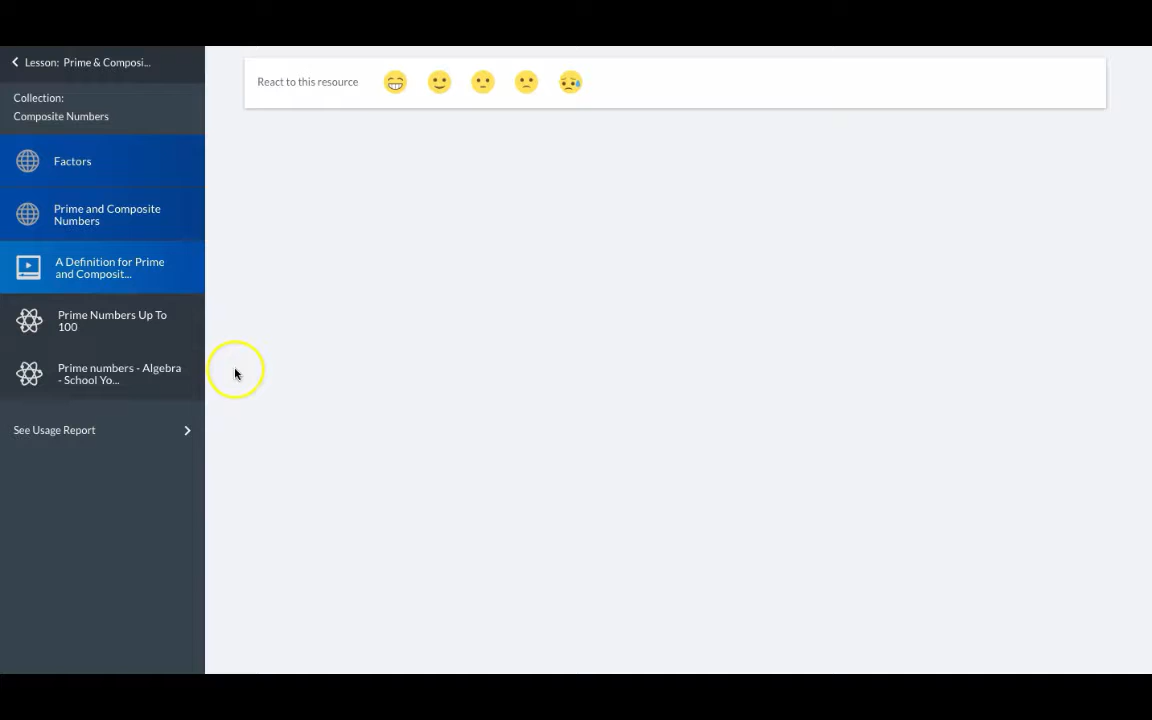 Lesson: Prime & Composi...
Collection:
Composite Numbers
Factors
Prime and Composite
Numbers
A Definition for Prime
and Composit...
Prime Numbers Up To
100
Prime numbers - Algebra
- School Yo...
See Usage Report
React to this resource